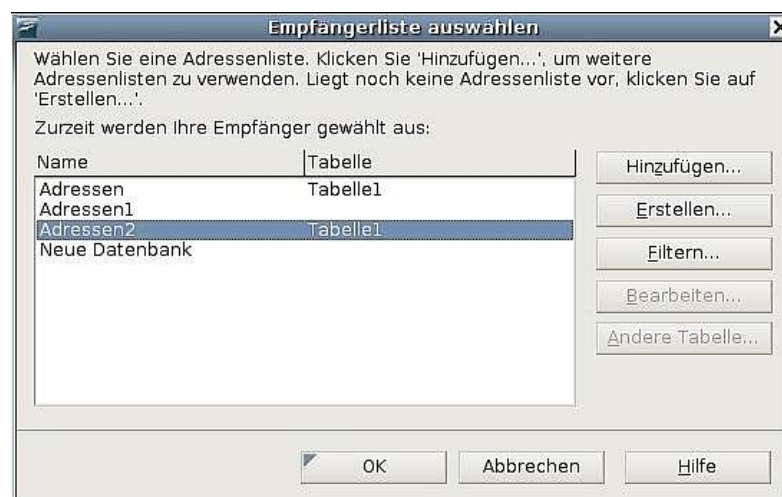 Empfängerliste auswählen
Wählen Sie eine Adressenliste. Klicken Sie 'Hinzufügen...', um weitere
Adressenlisten zu verwenden. Liegt noch keine Adressenliste vor, klicken Sie auf
'Erstellen...'.
Zurzeit werden Ihre Empfänger gewählt aus:
Name Tabelle
Adressen Tabelle1
Adressen1
Adressen2 Tabelle1
Neue Datenbank
Hinzufügen...
Erstellen...
Filtern...
Bearbeiten...
Andere Tabelle...
OK Abbrechen Hilfe